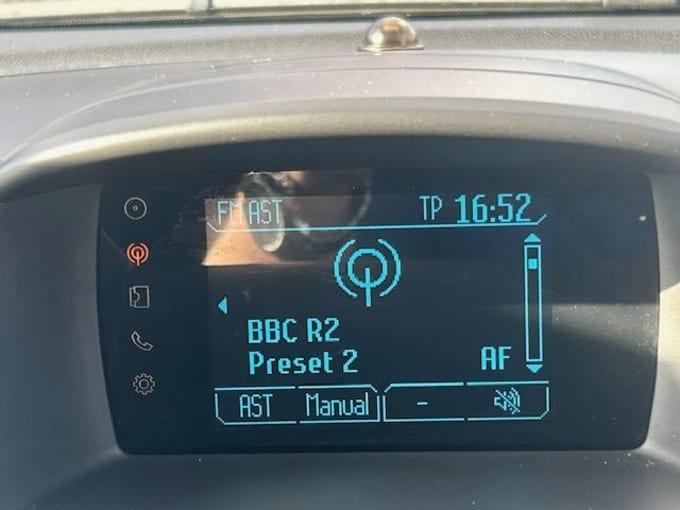 FM AST TP 16:52
BBC R2
Preset 2 AF
AST Manual -